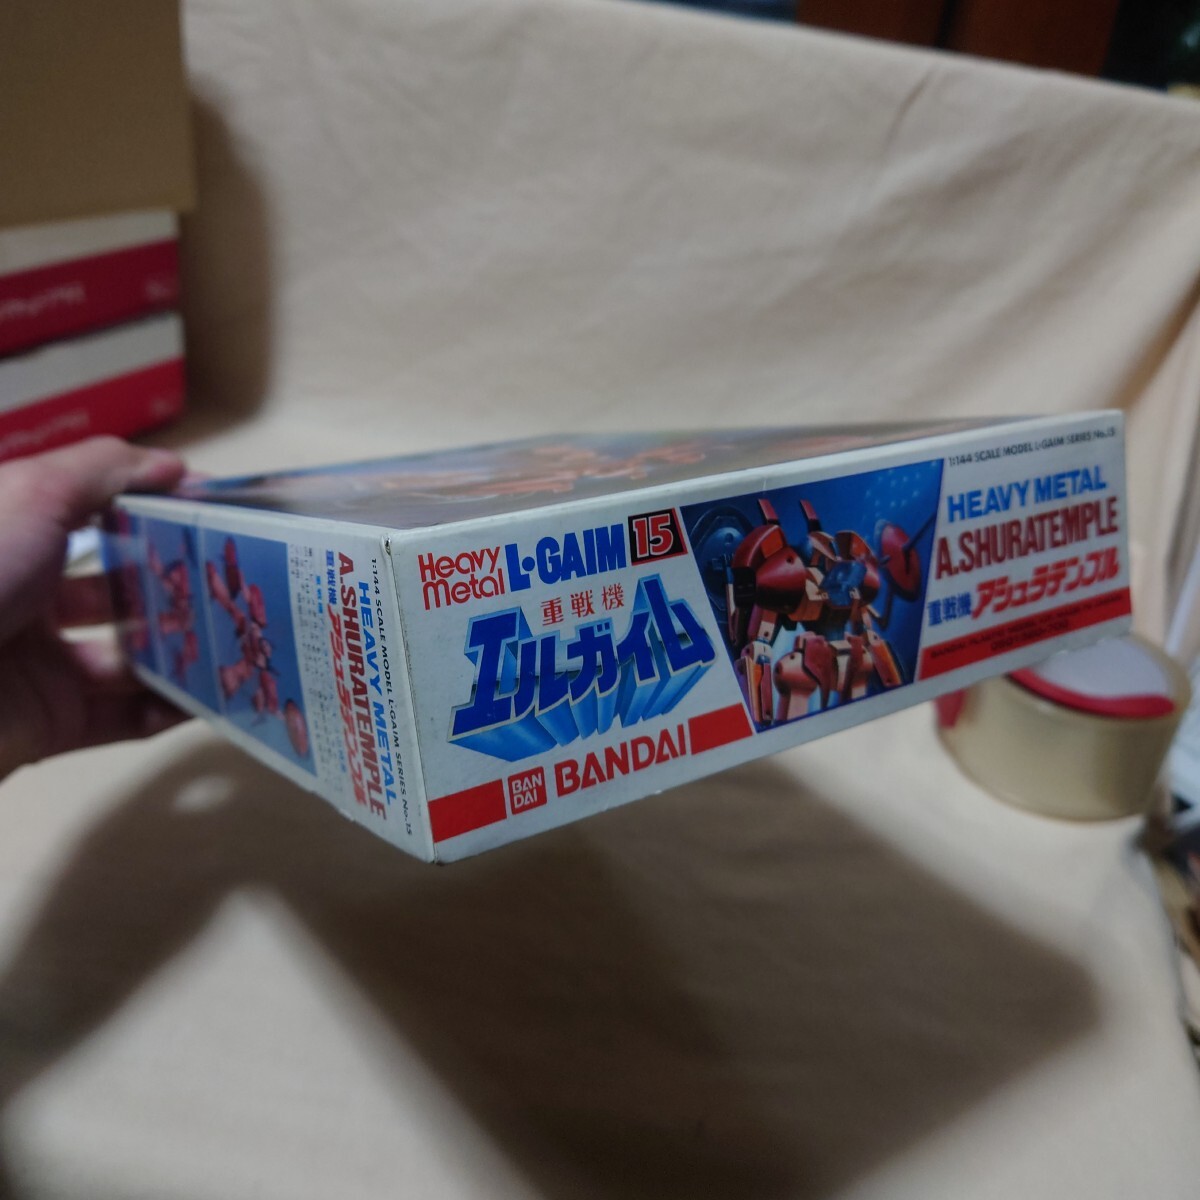 Heavy
Metal
L·GAIM 15
重戦機
エルガイム
BAN
DAI
BANDAI
1:144 SCALE MODEL L-GAIM SERIES No.15
HEAVY METAL
A.SHURATEMPLE
重戦機 アシュラテンプル
1:144 SCALE MODEL L-GAIM SERIES No.15
HEAVY METAL
A.SHURATEMPLE
重戦機 アシュラテンプル